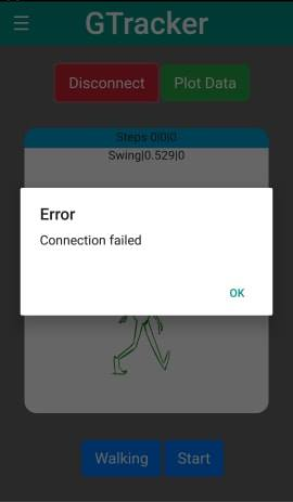 GTracker
Disconnect Plot Data
Steps 0|0|0
Swing|0.529|0
Error
Connection failed
OK
Walking Start